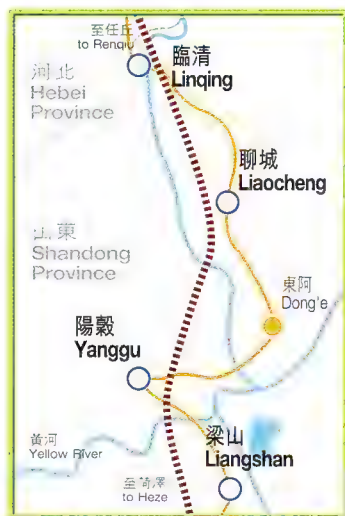 至任丘
to Renqiu
臨清
Linqing
河北
Hebei
Province
聊城
Liaocheng
山東
Shandong
Province
東阿
Dong'e
陽穀
Yanggu
黃河
Yellow River
梁山
Liangshan
至荷澤
to Heze